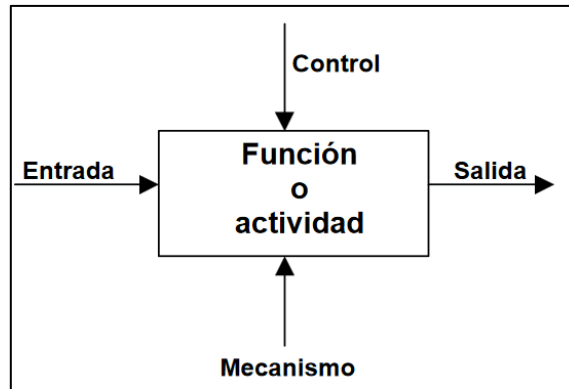 Control
Entrada
Función
o
actividad
Salida
Mecanismo